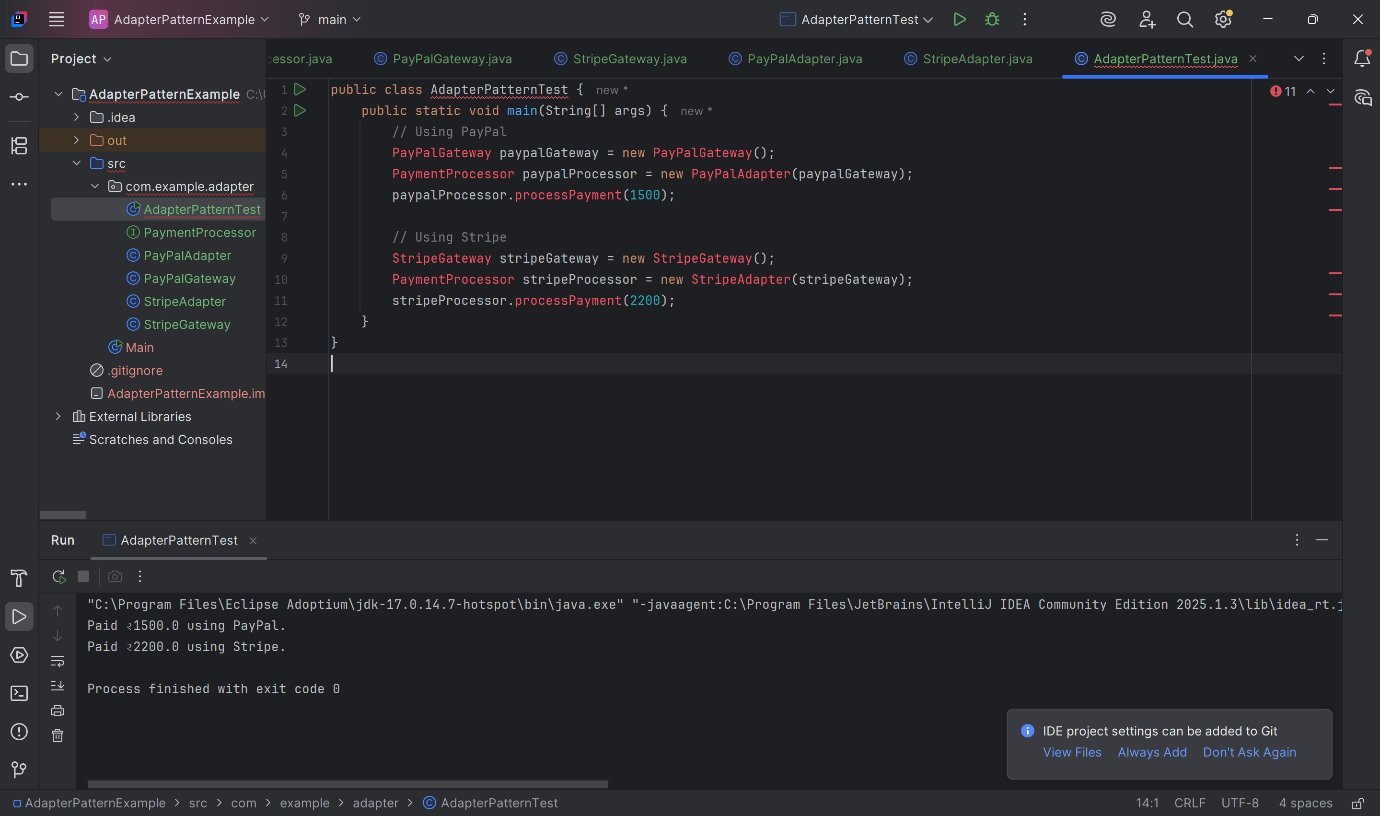 AP AdapterPatternExample main AdapterPatternTest
Project
AdapterPatternExample C:\
.idea
out
src
com.example.adapter
AdapterPatternTest
PaymentProcessor
PayPalAdapter
PayPalGateway
StripeAdapter
StripeGateway
Main
.gitignore
AdapterPatternExample.im
External Libraries
Scratches and Consoles
essor.java PayPalGateway.java StripeGateway.java PayPalAdapter.java StripeAdapter.java AdapterPatternTest.java
11
1 public class AdapterPatternTest { new *
2 public static void main(String[] args) { new *
3 // Using PayPal
4 PayPalGateway paypalGateway = new PayPalGateway();
5 PaymentProcessor paypalProcessor = new PayPalAdapter(paypalGateway);
6 paypalProcessor.processPayment(1500);
7
8 // Using Stripe
9 StripeGateway stripeGateway = new StripeGateway();
10 PaymentProcessor stripeProcessor = new StripeAdapter(stripeGateway);
11 stripeProcessor.processPayment(2200);
12 }
13 }
14
Run AdapterPatternTest
"C:\Program Files\Eclipse Adoptium\jdk-17.0.14.7-hotspot\bin\java.exe" "-javaagent:C:\Program Files\JetBrains\IntelliJ IDEA Community Edition 2025.1.3\lib\idea_rt.j
Paid ₹1500.0 using PayPal.
Paid ₹2200.0 using Stripe.
Process finished with exit code 0
IDE project settings can be added to Git
View Files Always Add Don't Ask Again
AdapterPatternExample > src > com > example > adapter > AdapterPatternTest 14:1 CRLF UTF-8 4 spaces